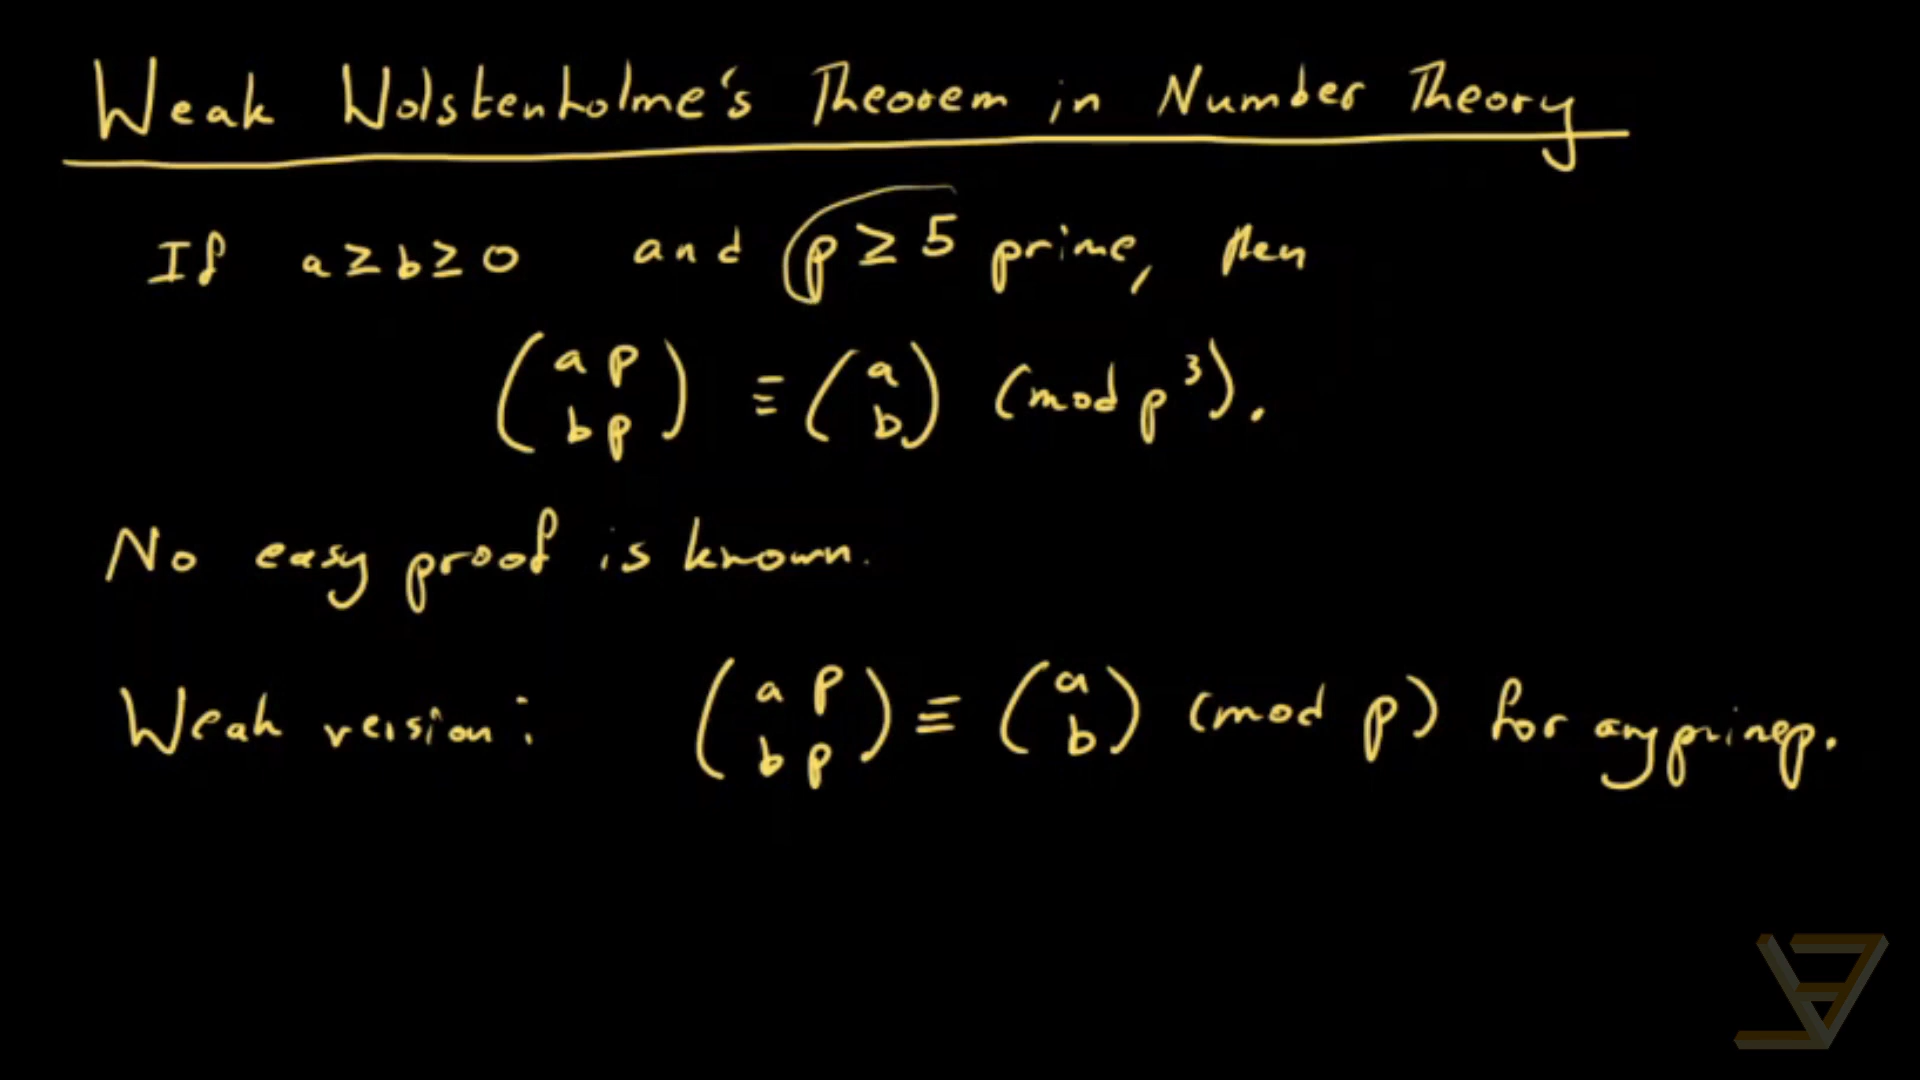 Weak Wolstenholme's Theorem in Number Theory
If a ≥ b ≥ 0 and p ≥ 5 prime, then
(ap bp) ≡ (a b) (mod p³).
No easy proof is known.
Weak version: (ap bp) ≡ (a b) (mod p) for any prime p.